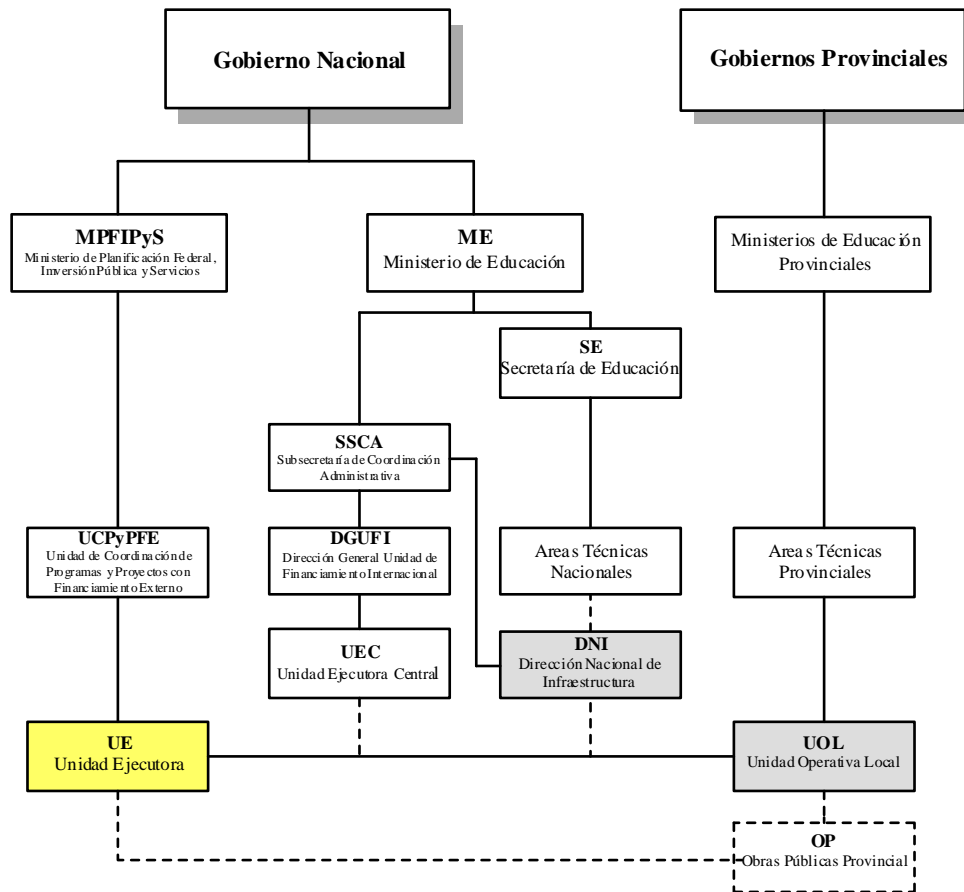 Gobierno Nacional
Gobiernos Provinciales
MPFIPyS
Ministerio de Planificación Federal,
Imversión Pública y Servicios
ME
Ministerio de Educación
Ministerios de Educación
Provinciales
SE
Secretaría de Educación
SSCA
Subsecretaría de Coordinación
Administrativa
UCPyPFE
Unidad de Coordinación de
Programas y Proyectos con
Financiamiento Externo
DGUFI
Dirección General Unidad de
Financiamiento Internacional
Areas Técnicas
Nacionales
Areas Técnicas
Provinciales
UEC
Unidad Ejecutora Central
DNI
Dirección Nacional de
Infraestructura
UE
Unidad Ejecutora
UOL
Unidad Operativa Local
OP
Obras Públicas Provincial